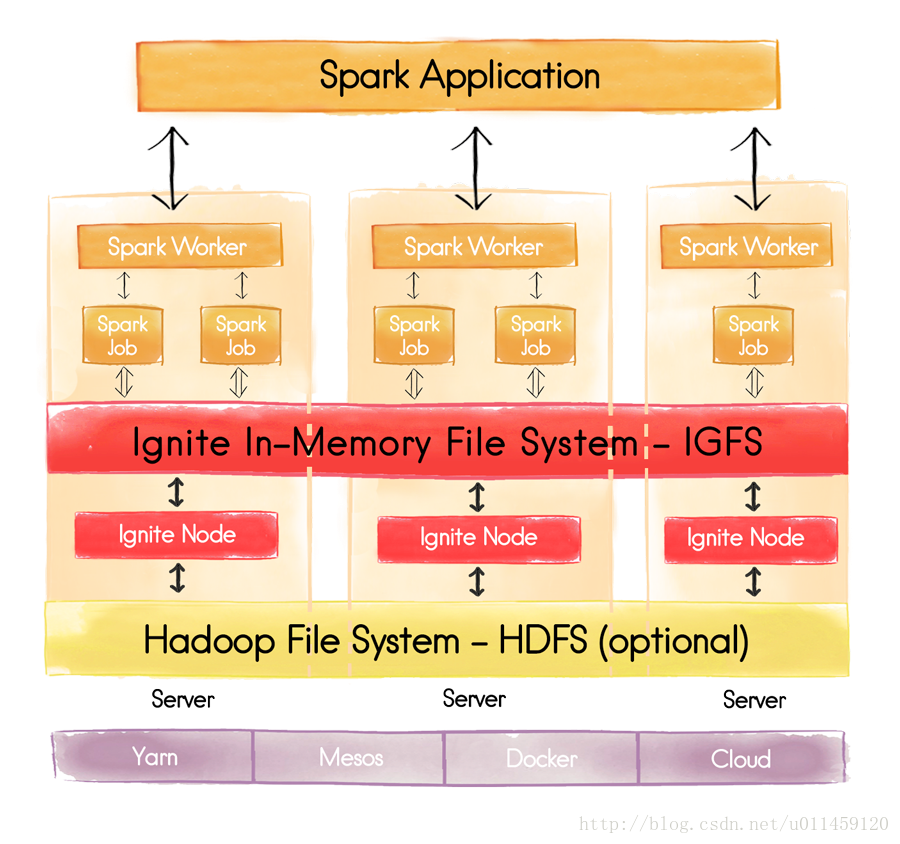 Spark Application
Spark Worker
Spark Worker
Spark Worker
Spark
Job
Spark
Job
Spark
Job
Spark
Job
Spark
Job
Ignite In-Memory File System - IGFS
Ignite Node
Ignite Node
Ignite Node
Hadoop File System - HDFS (optional)
Server
Server
Server
Yarn
Mesos
Docker
Cloud
http://blog.csdn.net/u011459120